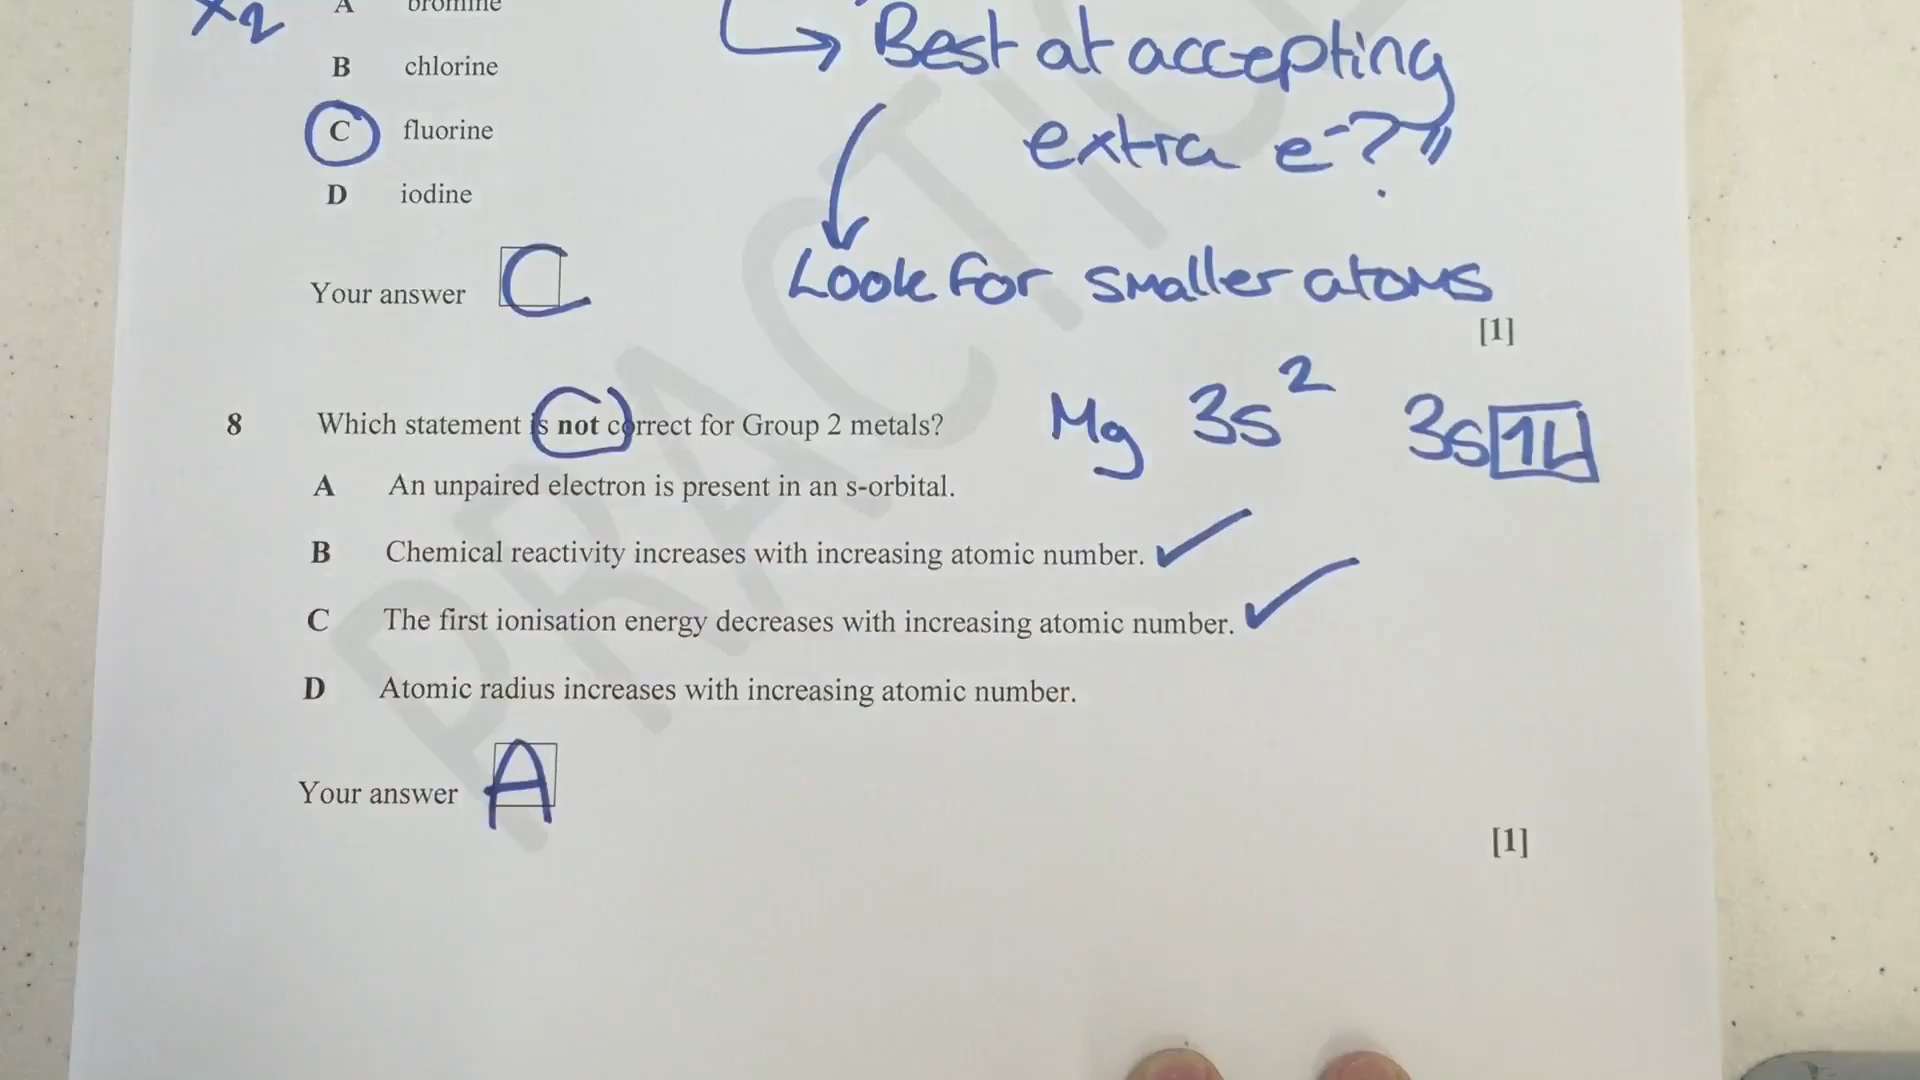 x2
A bromine
B chlorine
C fluorine
D iodine
Your answer C
→ Best at accepting
extra e⁻?"
Look for smaller atoms
[1]
8 Which statement is not correct for Group 2 metals?
Mg 3s² 3s 1L
A An unpaired electron is present in an s-orbital.
B Chemical reactivity increases with increasing atomic number. ✓
C The first ionisation energy decreases with increasing atomic number. ✓
D Atomic radius increases with increasing atomic number.
Your answer A
[1]
PRACTIC